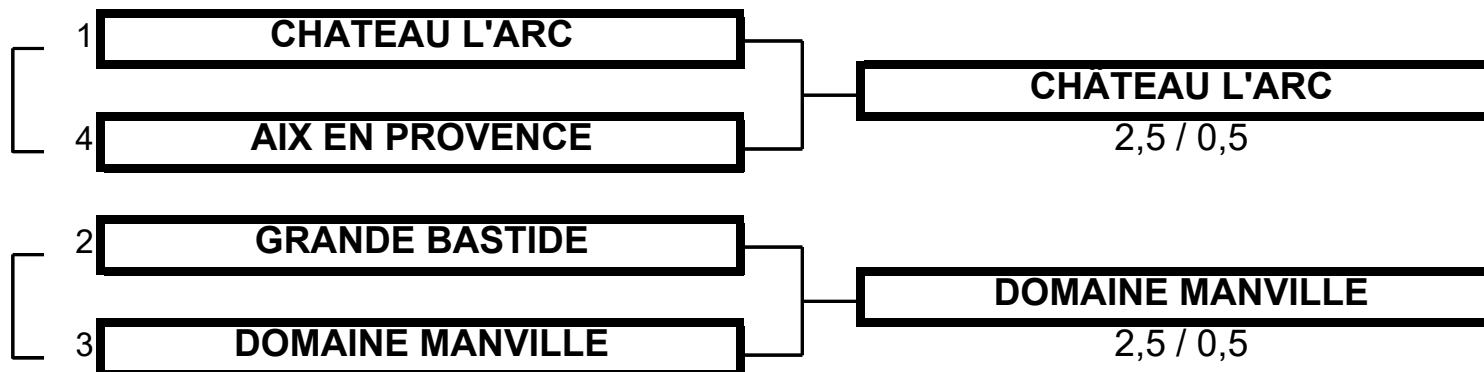 1 CHATEAU L'ARC
CHÂTEAU L'ARC
4 AIX EN PROVENCE
2,5 / 0,5
2 GRANDE BASTIDE
DOMAINE MANVILLE
3 DOMAINE MANVILLE
2,5 / 0,5